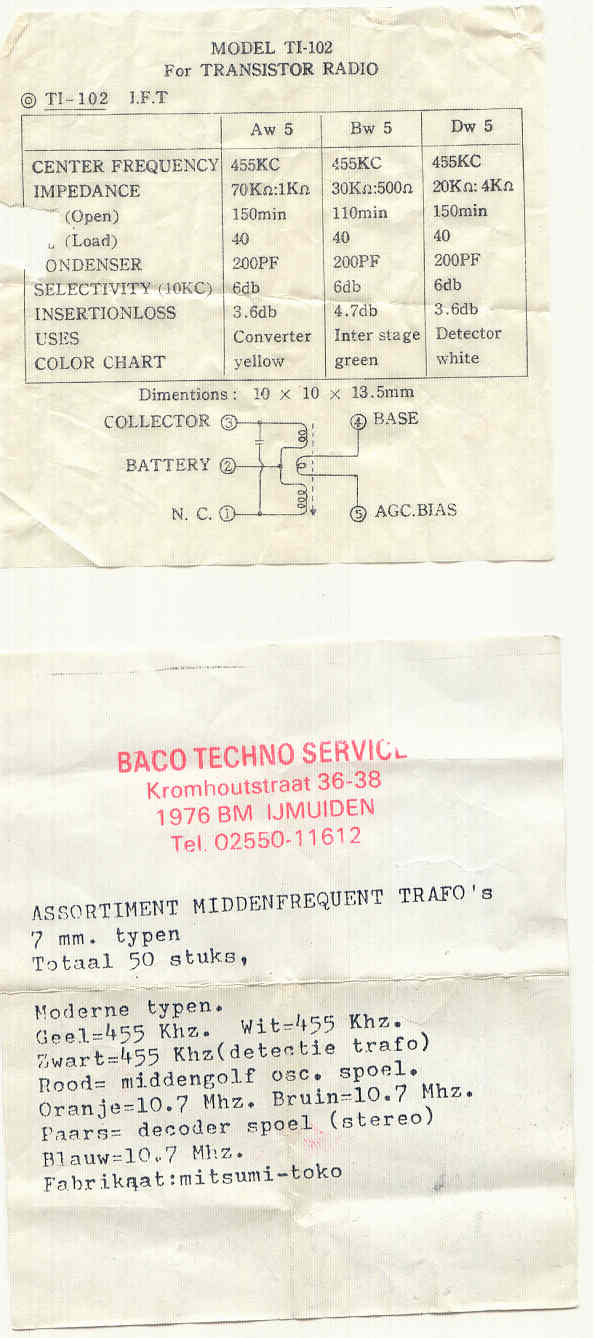 MODEL TI-102
For TRANSISTOR RADIO
◎ TI-102 I.F.T
Aw 5 Bw 5 Dw 5
CENTER FREQUENCY 455KC 455KC 455KC
IMPEDANCE 70KΩ:1KΩ 30KΩ:500Ω 20KΩ: 4KΩ
(Open) 150min 110min 150min
(Load) 40 40 40
ONDENSER 200PF 200PF 200PF
SELECTIVITY (10KC) 6db 6db 6db
INSERTIONLOSS 3.6db 4.7db 3.6db
USES Converter Inter stage Detector
COLOR CHART yellow green white
Dimentions: 10 × 10 × 13.5mm
COLLECTOR ③ ④ BASE
BATTERY ②
N. C. ① ⑤ AGC.BIAS
BACO TECHNO SERVICE
Kromhoutstraat 36-38
1976 BM IJMUIDEN
Tel. 02550-11612
ASSORTIMENT MIDDENFREQUENT TRAFO's
7 mm. typen
Totaal 50 stuks,
Moderne typen.
Geel=455 Khz. Wit=455 Khz.
Zwart=455 Khz(detectie trafo)
Rood= middengolf osc. spoel.
Oranje=10.7 Mhz. Bruin=10.7 Mhz.
Paars= decoder spoel (stereo)
Blauw=10.7 Mhz.
Fabrikaat:mitsumi-toko